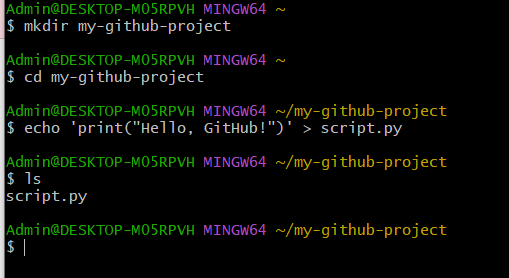 Admin@DESKTOP-MO5RPVH MINGW64 ~
$ mkdir my-github-project
Admin@DESKTOP-MO5RPVH MINGW64 ~
$ cd my-github-project
Admin@DESKTOP-MO5RPVH MINGW64 ~/my-github-project
$ echo 'print("Hello, GitHub!")' > script.py
Admin@DESKTOP-MO5RPVH MINGW64 ~/my-github-project
$ ls
script.py
Admin@DESKTOP-MO5RPVH MINGW64 ~/my-github-project
$